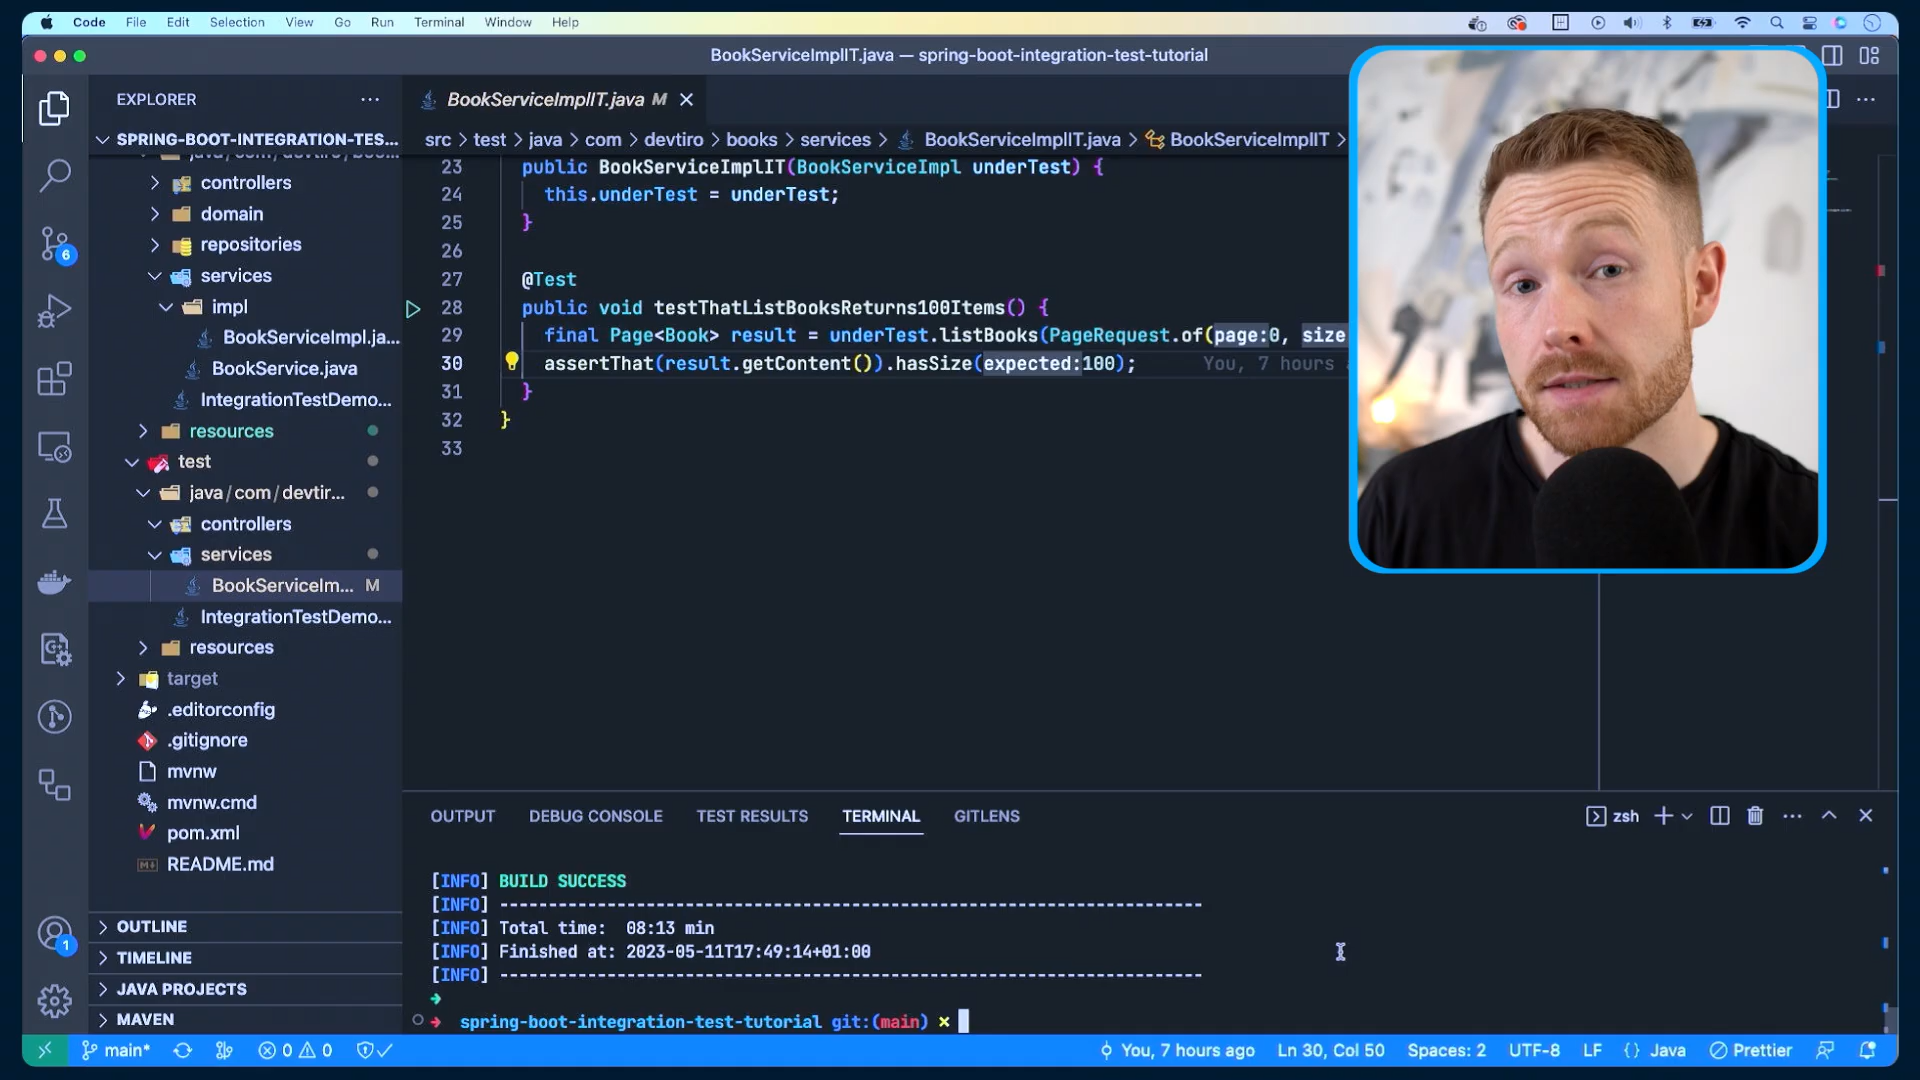 Code File Edit Selection View Go Run Terminal Window Help
BookServiceImplIT.java — spring-boot-integration-test-tutorial
EXPLORER
SPRING-BOOT-INTEGRATION-TES...
controllers
domain
repositories
services
impl
BookServiceImpl.ja...
BookService.java
IntegrationTestDemo...
resources
test
java/com/devtir...
controllers
services
BookServiceIm... M
IntegrationTestDemo...
resources
target
.editorconfig
.gitignore
mvnw
mvnw.cmd
pom.xml
README.md
OUTLINE
TIMELINE
JAVA PROJECTS
MAVEN
6
1
BookServiceImplIT.java M
src > test > java > com > devtiro > books > services > BookServiceImplIT.java > BookServiceImplIT >
23 public BookServiceImplIT(BookServiceImpl underTest) {
24 this.underTest = underTest;
25 }
26
27 @Test
28 public void testThatListBooksReturns100Items() {
29 final Page<Book> result = underTest.listBooks(PageRequest.of(page:0, size
30 assertThat(result.getContent()).hasSize(expected:100); You, 7 hours
31 }
32 }
33
OUTPUT DEBUG CONSOLE TEST RESULTS TERMINAL GITLENS
zsh
[INFO] BUILD SUCCESS
[INFO] ------------------------------------------------------------------------
[INFO] Total time: 08:13 min
[INFO] Finished at: 2023-05-11T17:49:14+01:00
[INFO] ------------------------------------------------------------------------
➜
➜ spring-boot-integration-test-tutorial git:(main) ✗
main* 0 0 You, 7 hours ago Ln 30, Col 50 Spaces: 2 UTF-8 LF {} Java Prettier